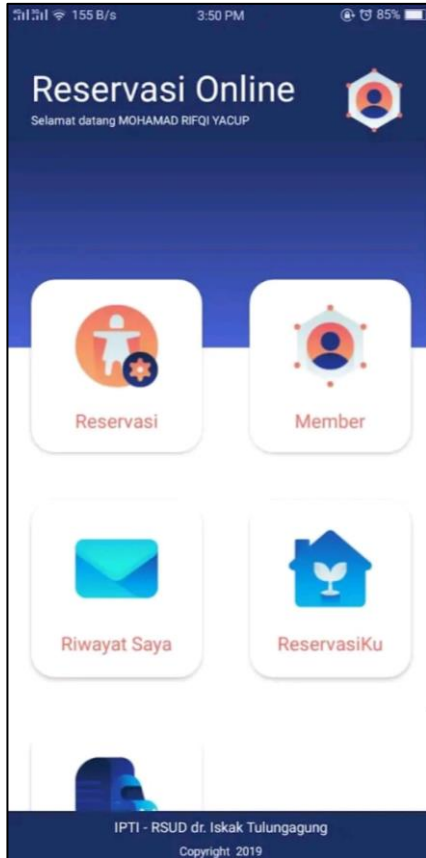 155 B/s 3:50 PM 85%
Reservasi Online
Selamat datang MOHAMAD RIFQI YACUP
Reservasi Member
Riwayat Saya ReservasiKu
IPTI - RSUD dr. Iskak Tulungagung
Copyright 2019